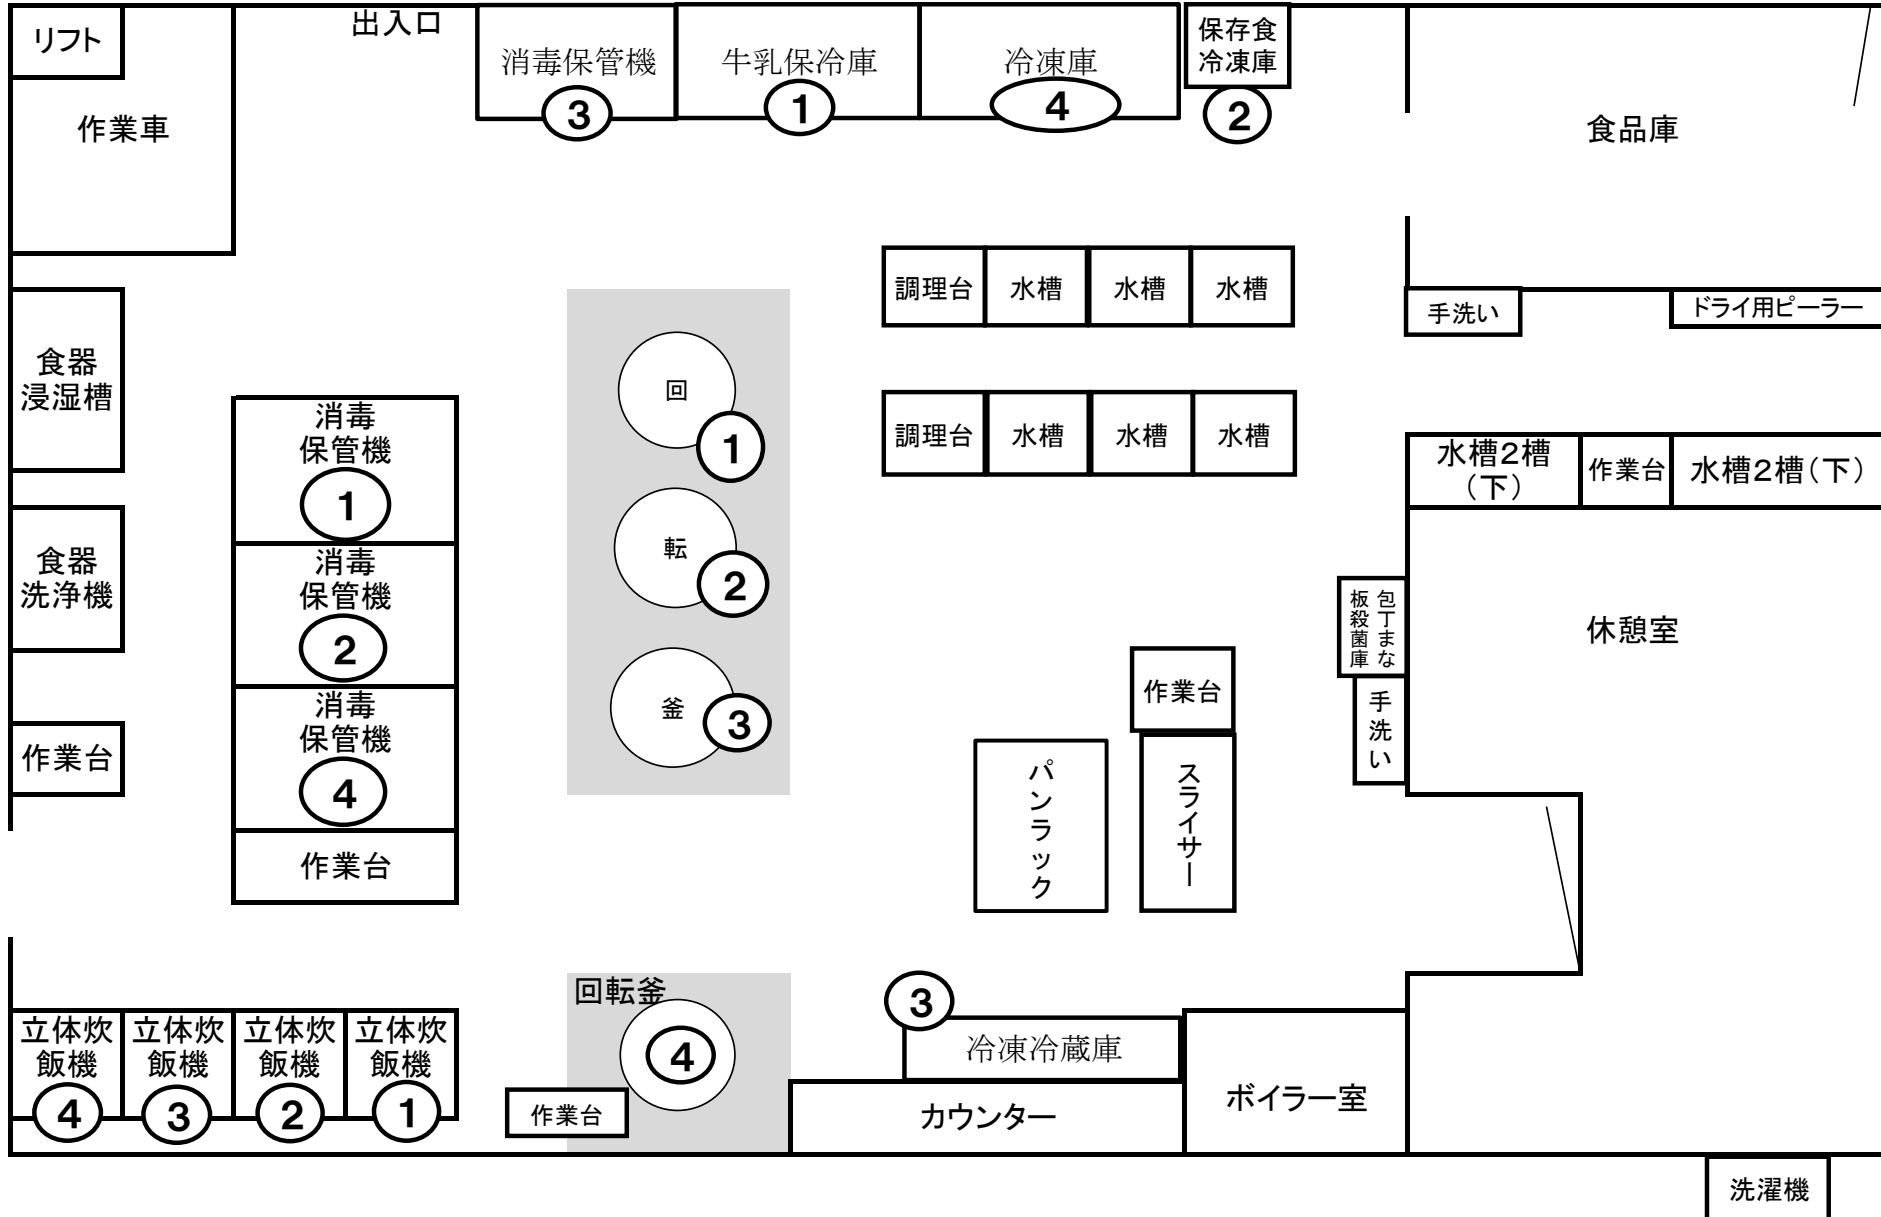 リフト
出入口
消毒保管機
③
牛乳保冷庫
①
冷凍庫
④
保存食
冷凍庫
②
作業車
食品庫
調理台
水槽
水槽
水槽
手洗い
ドライ用ピーラー
食器
浸湿槽
消毒
保管機
①
回
①
調理台
水槽
水槽
水槽
水槽2槽
（下）
作業台
水槽2槽（下）
食器
洗浄機
消毒
保管機
②
転
②
包丁まな
板殺菌庫
休憩室
作業台
消毒
保管機
④
釜
③
作業台
手洗い
パンラック
スライサー
作業台
回転釜
④
③
冷凍冷蔵庫
立体炊
飯機
④
立体炊
飯機
③
立体炊
飯機
②
立体炊
飯機
①
作業台
カウンター
ボイラー室
洗濯機